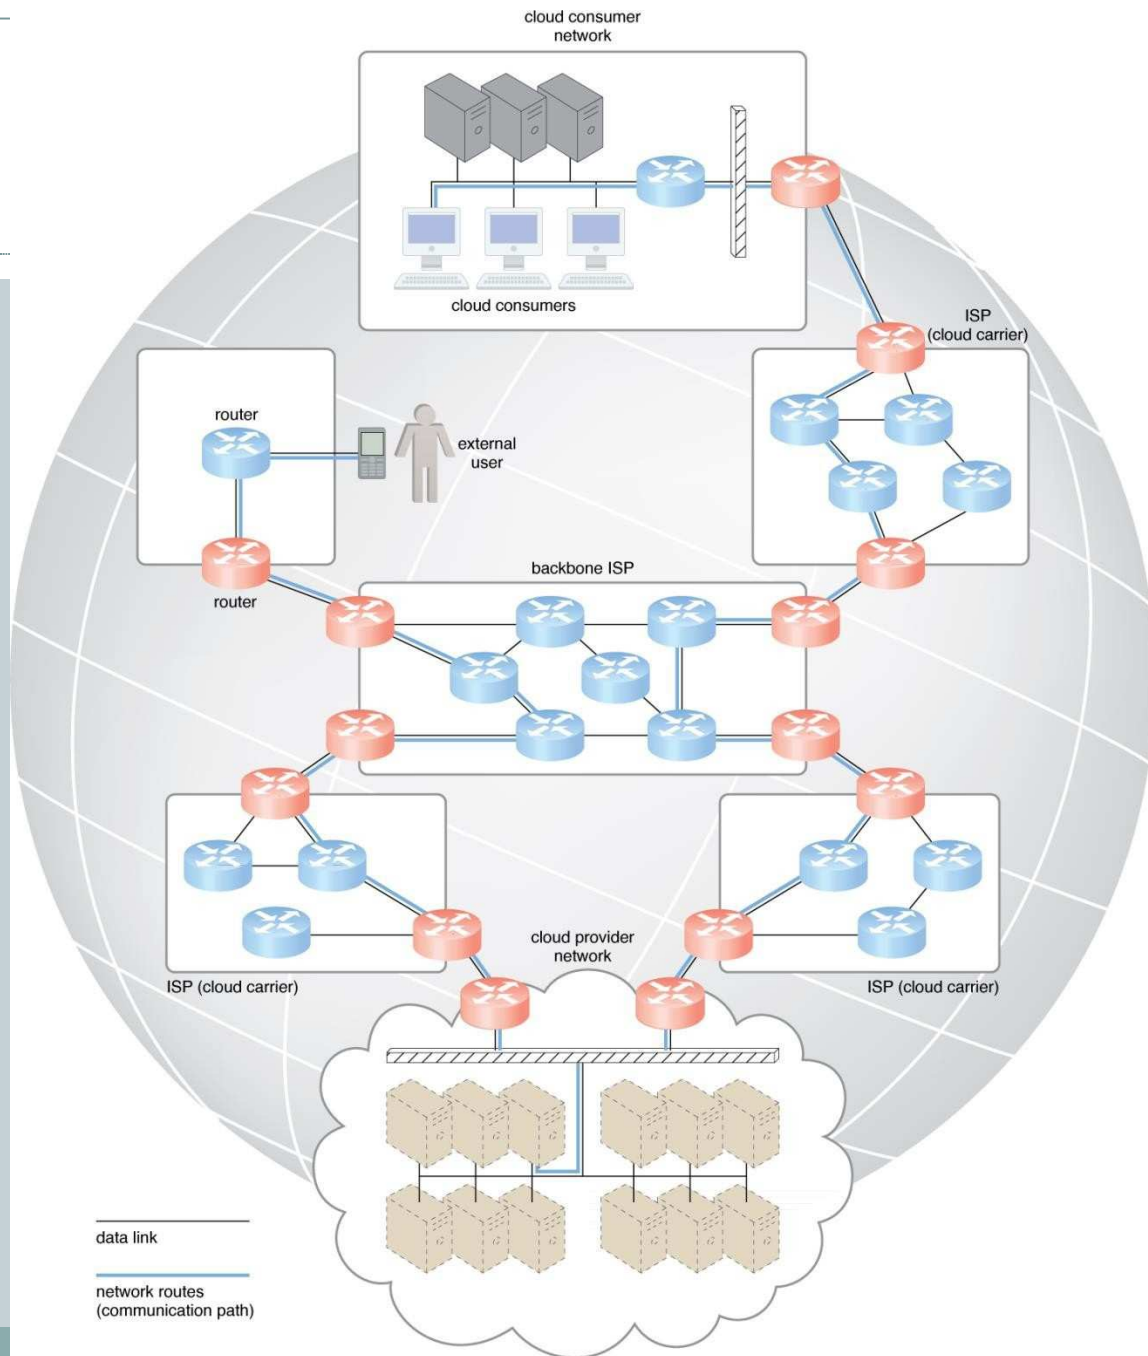 cloud consumer
network
cloud consumers
ISP
(cloud carrier)
router
external
user
router
backbone ISP
cloud provider
network
ISP (cloud carrier)
ISP (cloud carrier)
data link
network routes
(communication path)